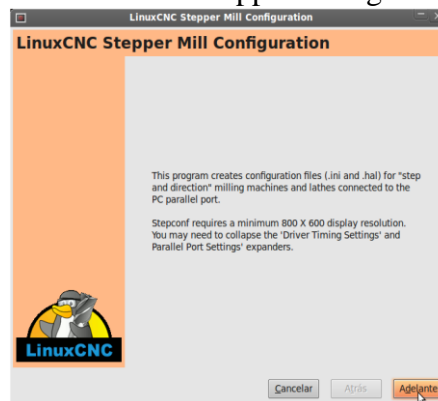 LinuxCNC Stepper Mill Configuration
LinuxCNC Stepper Mill Configuration
This program creates configuration files (.ini and .hal) for "step
and direction" milling machines and lathes connected to the
PC parallel port.
Stepconf requires a minimum 800 X 600 display resolution.
You may need to collapse the 'Driver Timing Settings' and
Parallel Port Settings' expanders.
LinuxCNC
Cancelar
Atrás
Adelante